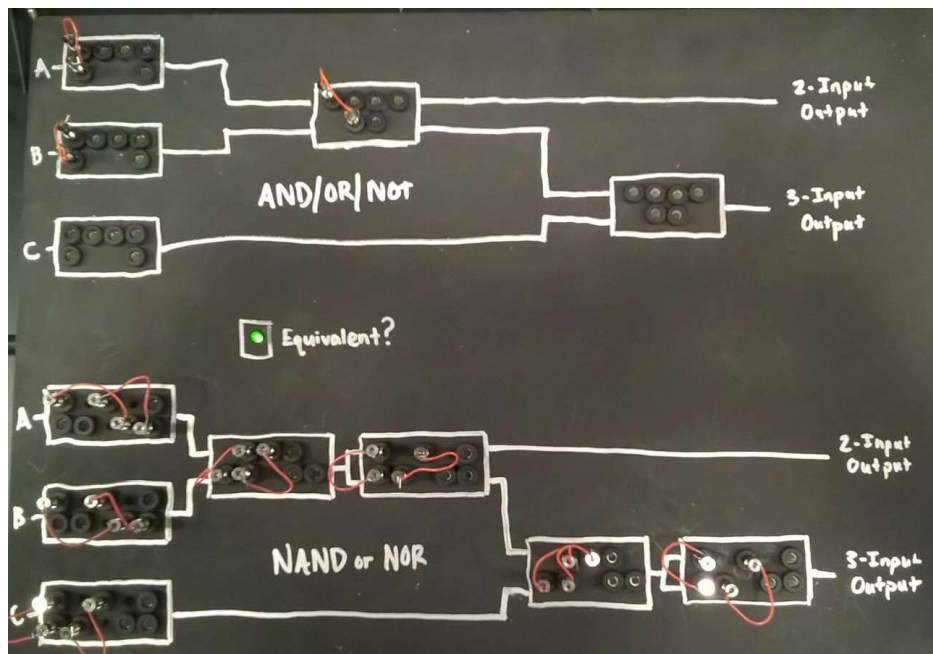 A
2-Input
Output
B
AND/OR/NOT
3-Input
Output
C
Equivalent?
A
2-Input
Output
B
NAND or NOR
3-Input
Output
C